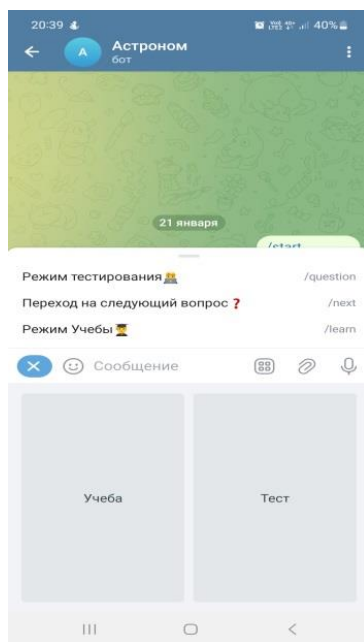 20:39 40%
A Астроном
бот
21 января
/start
Режим тестирования /question
Переход на следующий вопрос ? /next
Режим Учебы /learn
Сообщение
Учеба Тест